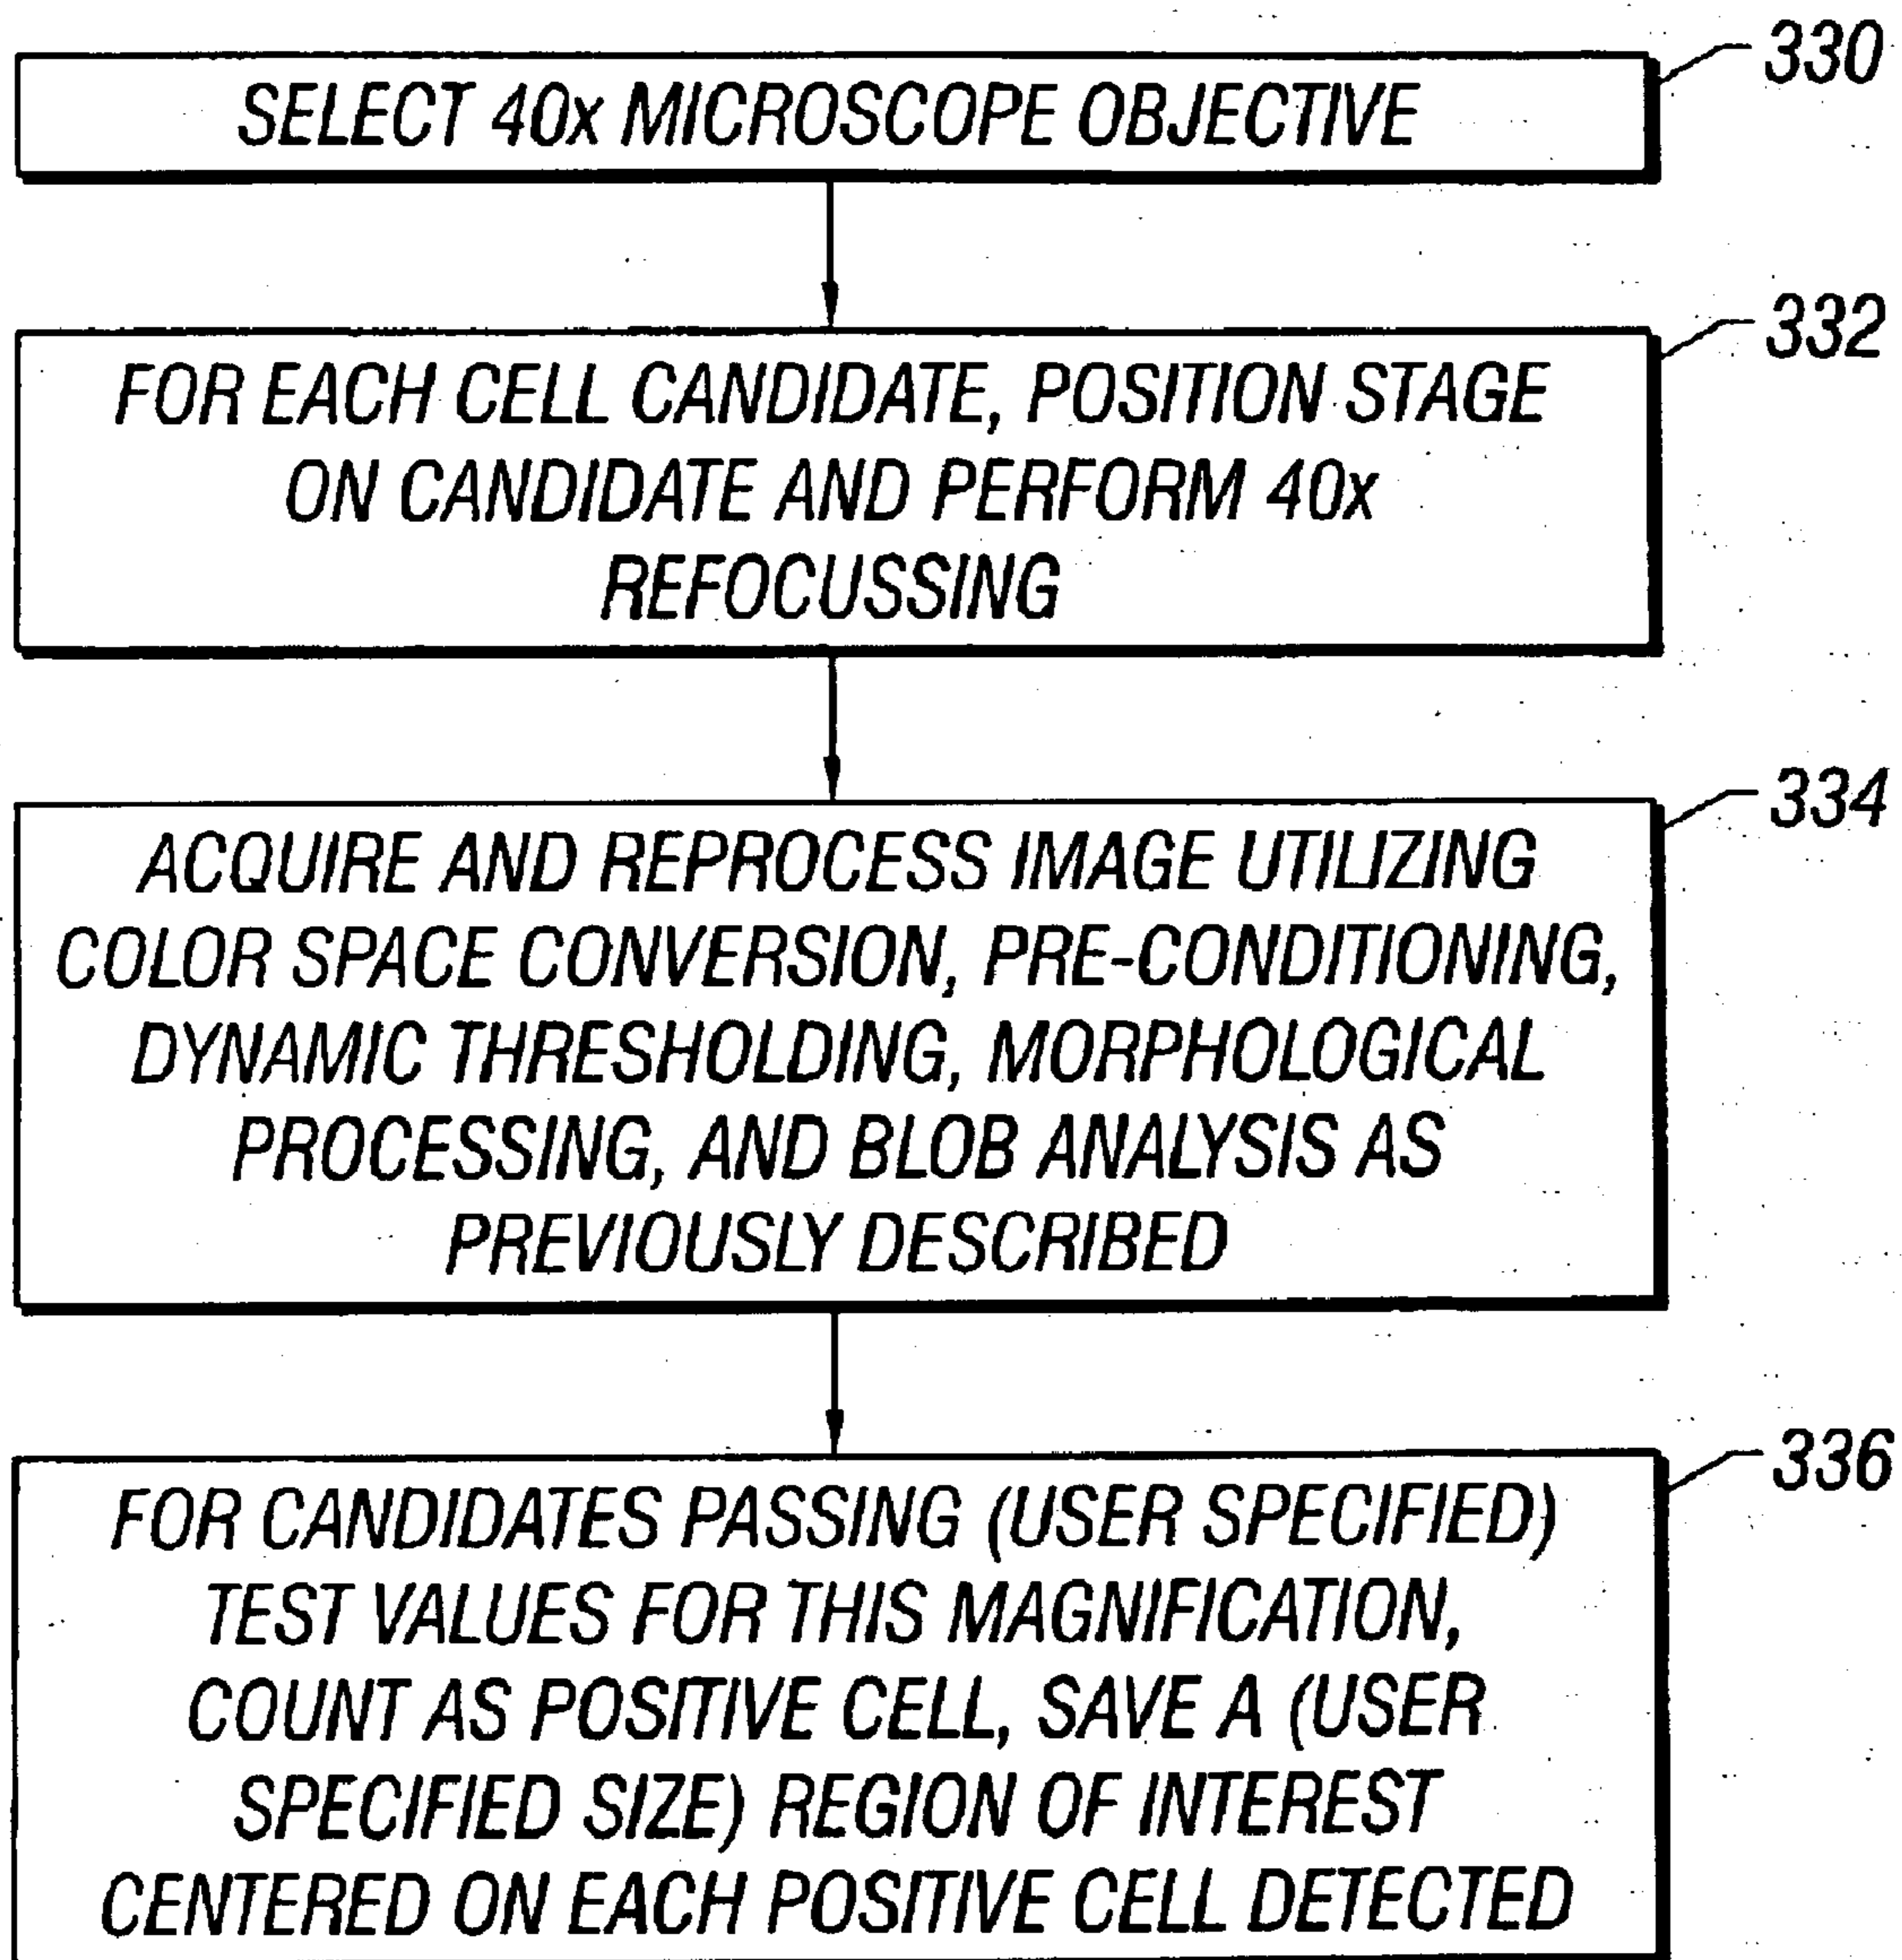 330
SELECT 40x MICROSCOPE OBJECTIVE
332
FOR EACH CELL CANDIDATE, POSITION STAGE
ON CANDIDATE AND PERFORM 40x
REFOCUSSING
334
ACQUIRE AND REPROCESS IMAGE UTILIZING
COLOR SPACE CONVERSION, PRE-CONDITIONING,
DYNAMIC THRESHOLDING, MORPHOLOGICAL
PROCESSING, AND BLOB ANALYSIS AS
PREVIOUSLY DESCRIBED
336
FOR CANDIDATES PASSING (USER SPECIFIED)
TEST VALUES FOR THIS MAGNIFICATION,
COUNT AS POSITIVE CELL, SAVE A (USER
SPECIFIED SIZE) REGION OF INTEREST
CENTERED ON EACH POSITIVE CELL DETECTED